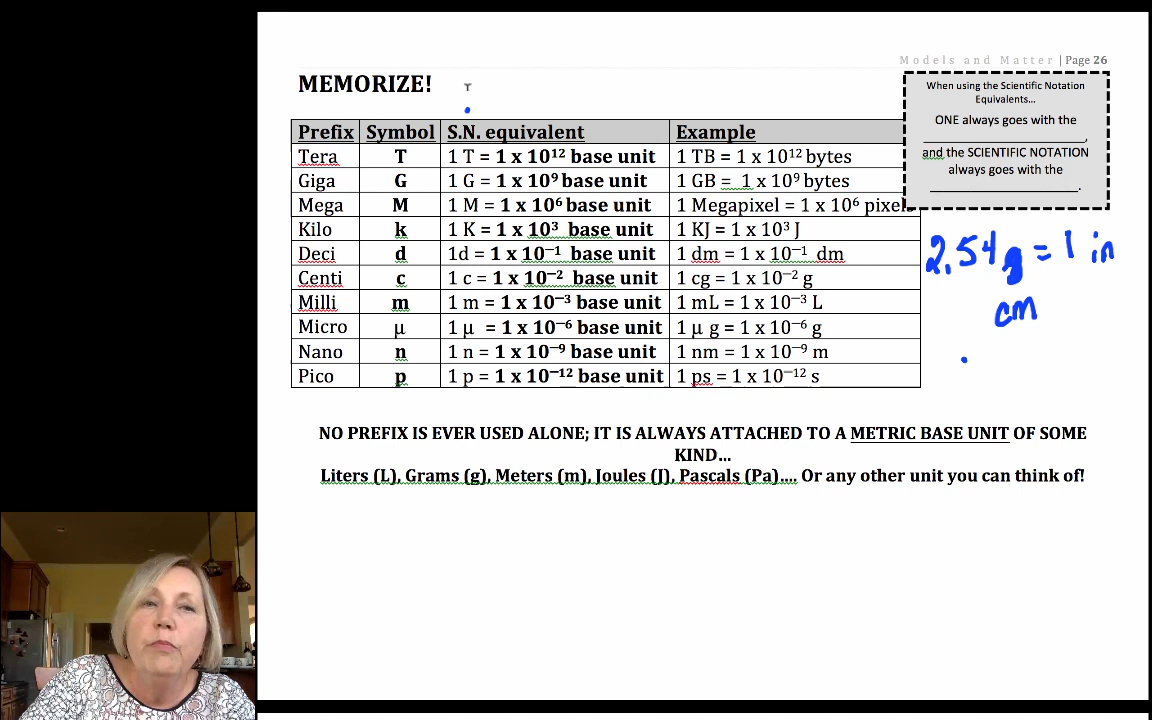 Models and Matter | Page 26
MEMORIZE!
T
When using the Scientific Notation
Equivalents…
ONE always goes with the
____________________,
and the SCIENTIFIC NOTATION
always goes with the
____________________.
Prefix Symbol S.N. equivalent Example
Tera T 1 T = 1 x 10¹² base unit 1 TB = 1 x 10¹² bytes
Giga G 1 G = 1 x 10⁹ base unit 1 GB = 1 x 10⁹ bytes
Mega M 1 M = 1 x 10⁶ base unit 1 Megapixel = 1 x 10⁶ pixels
Kilo k 1 K = 1 x 10³ base unit 1 KJ = 1 x 10³ J
Deci d 1d = 1 x 10⁻¹ base unit 1 dm = 1 x 10⁻¹ dm
Centi c 1 c = 1 x 10⁻² base unit 1 cg = 1 x 10⁻² g
Milli m 1 m = 1 x 10⁻³ base unit 1 mL = 1 x 10⁻³ L
Micro μ 1 μ = 1 x 10⁻⁶ base unit 1 μ g = 1 x 10⁻⁶ g
Nano n 1 n = 1 x 10⁻⁹ base unit 1 nm = 1 x 10⁻⁹ m
Pico p 1 p = 1 x 10⁻¹² base unit 1 ps = 1 x 10⁻¹² s
2.54 g = 1 in
cm
NO PREFIX IS EVER USED ALONE; IT IS ALWAYS ATTACHED TO A METRIC BASE UNIT OF SOME
KIND…
Liters (L), Grams (g), Meters (m), Joules (J), Pascals (Pa)…. Or any other unit you can think of!